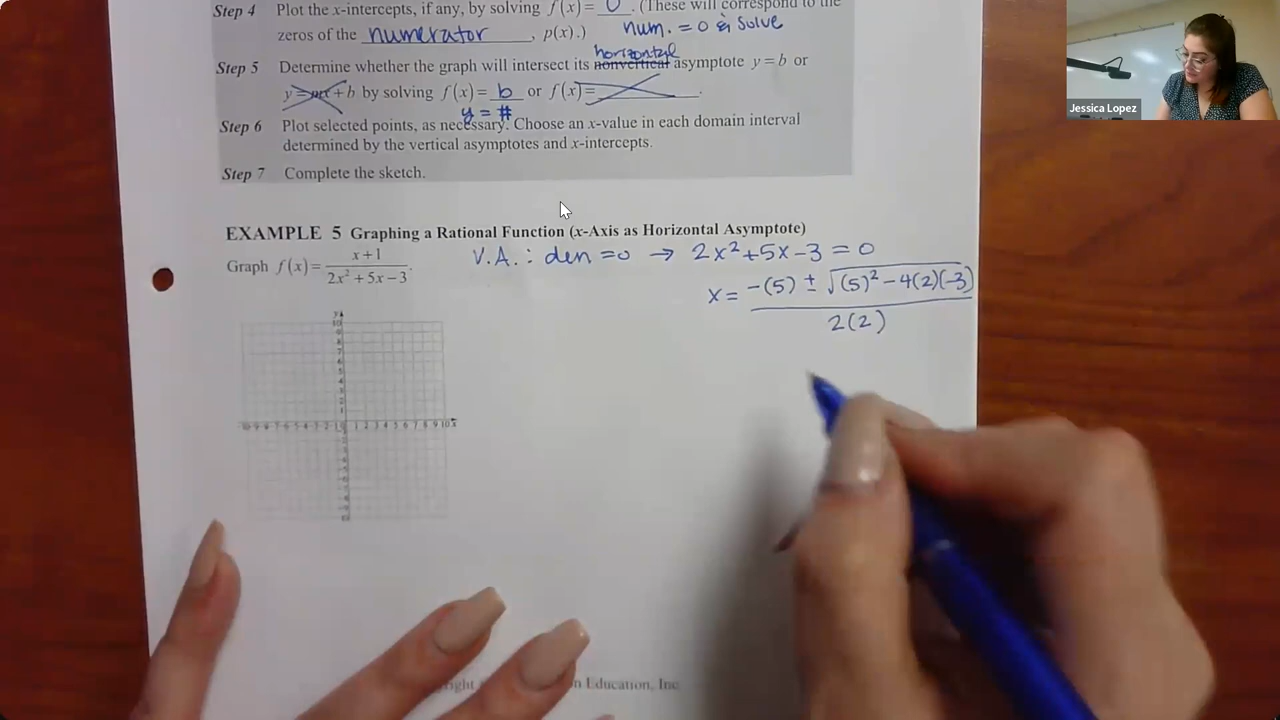 Step 4 Plot the x-intercepts, if any, by solving f(x) = 0. (These will correspond to the
zeros of the numerator, p(x).) num. = 0 & solve
horizontal
Step 5 Determine whether the graph will intersect its nonvertical asymptote y = b or
y = mx + b by solving f(x) = b or f(x) =
y = #
Step 6 Plot selected points, as necessary. Choose an x-value in each domain interval
determined by the vertical asymptotes and x-intercepts.
Step 7 Complete the sketch.
EXAMPLE 5 Graphing a Rational Function (x-Axis as Horizontal Asymptote)
Graph f(x) = (x+1)/(2x² + 5x − 3).
V.A.: den = 0 → 2x² + 5x − 3 = 0
x = (−(5) ± √((5)² − 4(2)(−3)))/(2(2))
n Education, Inc
Jessica Lopez